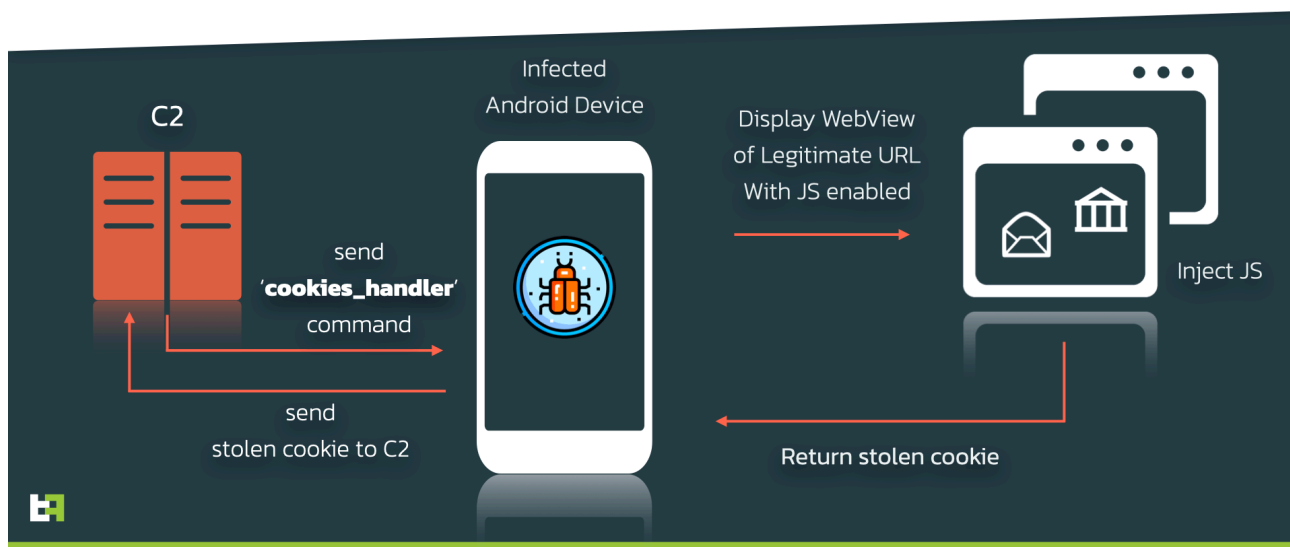 C2
Infected
Android Device
Display WebView
of Legitimate URL
With JS enabled
send
‘cookies_handler’
command
Inject JS
send
stolen cookie to C2
Return stolen cookie